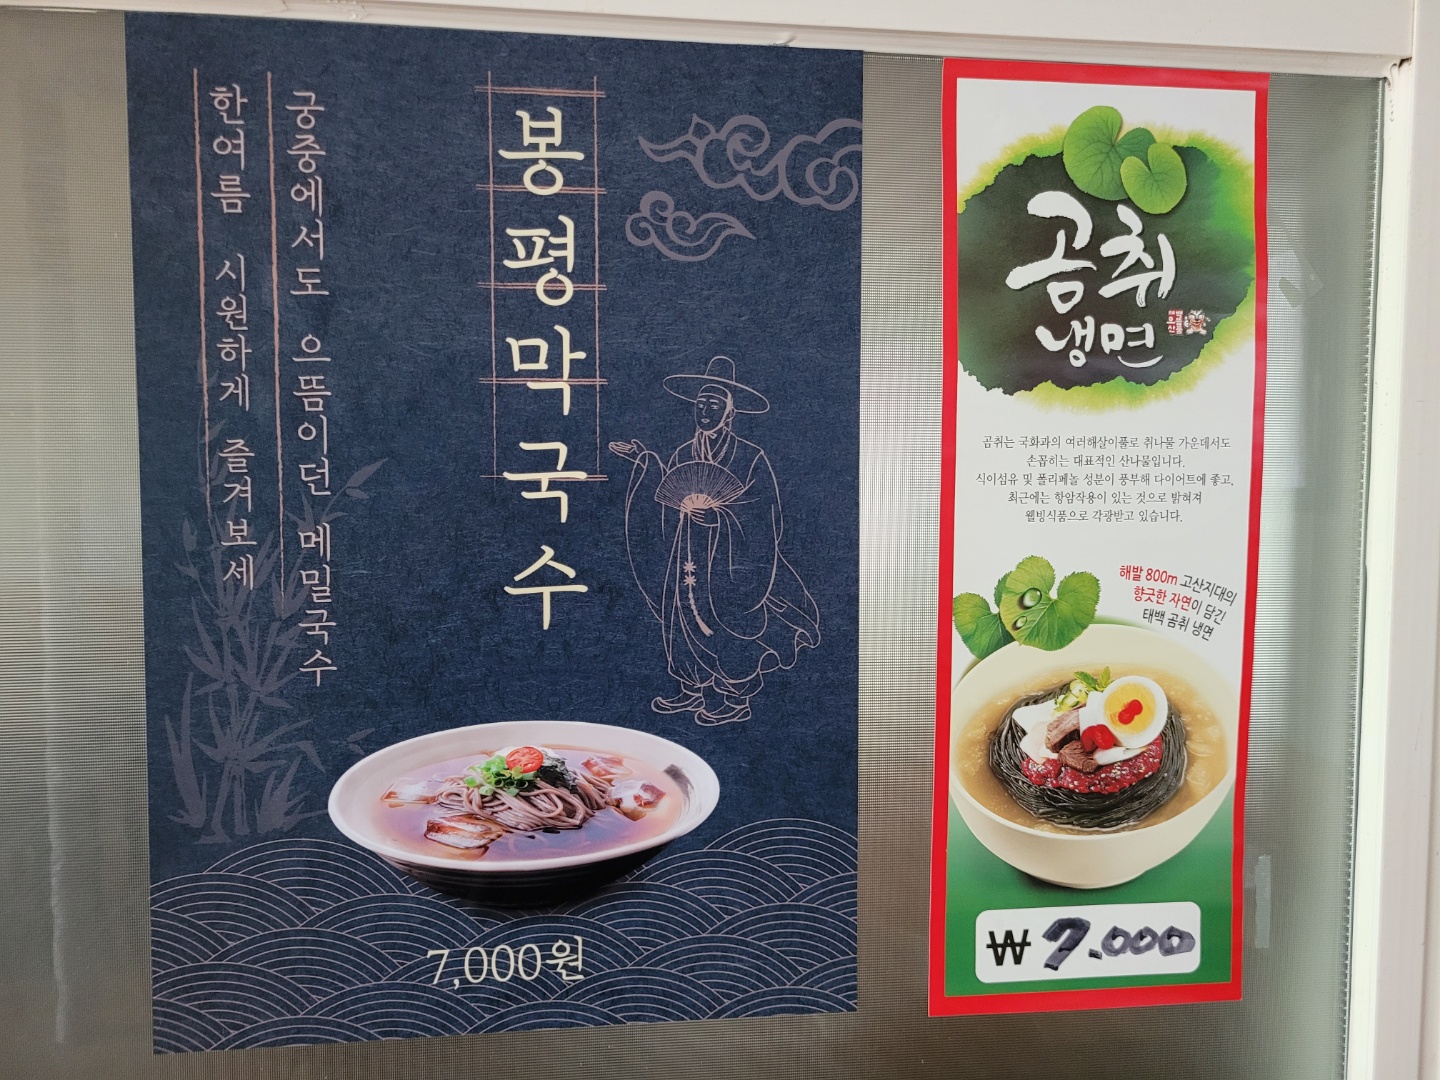 궁중에서도 으뜸이던 메밀국수
한여름 시원하게 즐겨보세
봉평막국수
7,000원
곰취
냉면
곰취는 국화과의 여러해살이풀로 취나물 가운데서도
손꼽히는 대표적인 산나물입니다.
식이섬유 및 폴리페놀 성분이 풍부해 다이어트에 좋고,
최근에는 항암작용이 있는 것으로 밝혀져
웰빙식품으로 각광받고 있습니다.
해발 800m 고산지대의
향긋한 자연이 담긴
태백 곰취 냉면
₩ 7.000